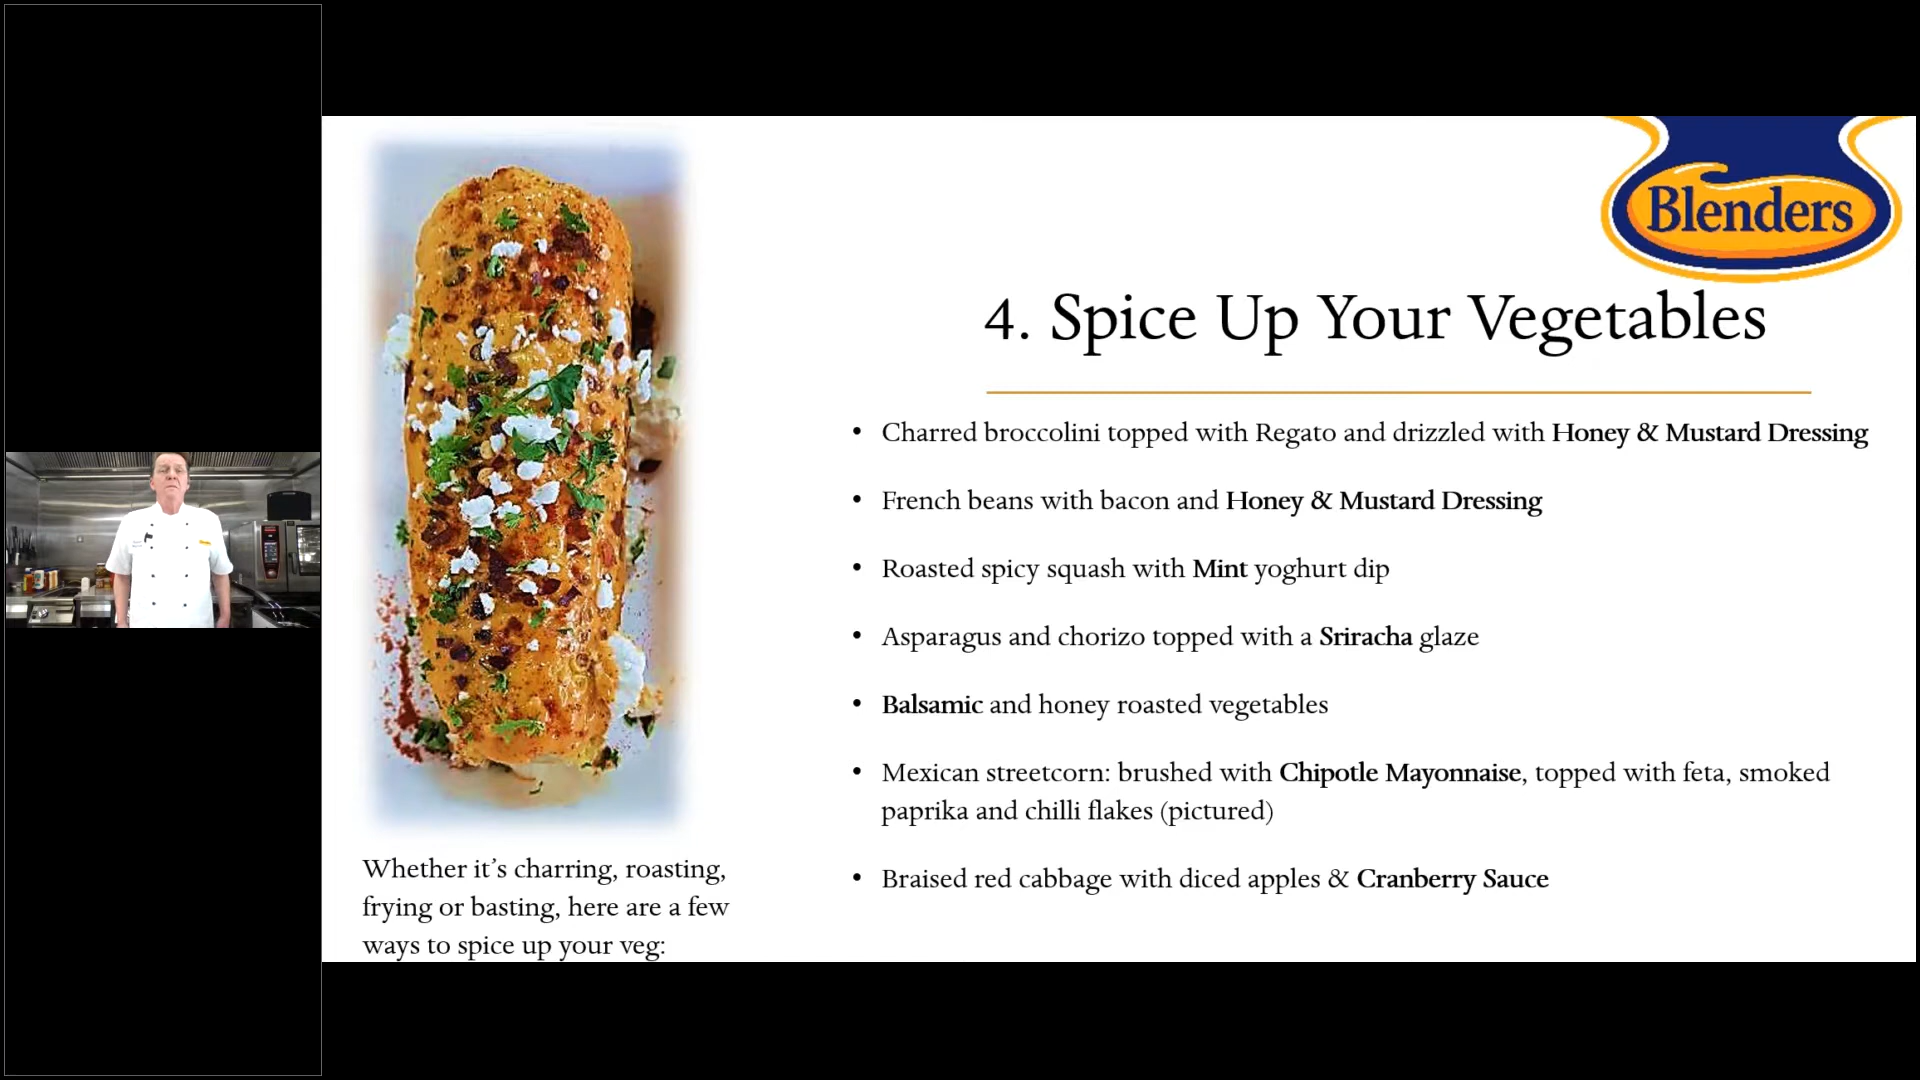 Blenders
4. Spice Up Your Vegetables
• Charred broccolini topped with Regato and drizzled with Honey & Mustard Dressing
• French beans with bacon and Honey & Mustard Dressing
• Roasted spicy squash with Mint yoghurt dip
• Asparagus and chorizo topped with a Sriracha glaze
• Balsamic and honey roasted vegetables
• Mexican streetcorn: brushed with Chipotle Mayonnaise, topped with feta, smoked
paprika and chilli flakes (pictured)
• Braised red cabbage with diced apples & Cranberry Sauce
Whether it’s charring, roasting,
frying or basting, here are a few
ways to spice up your veg: